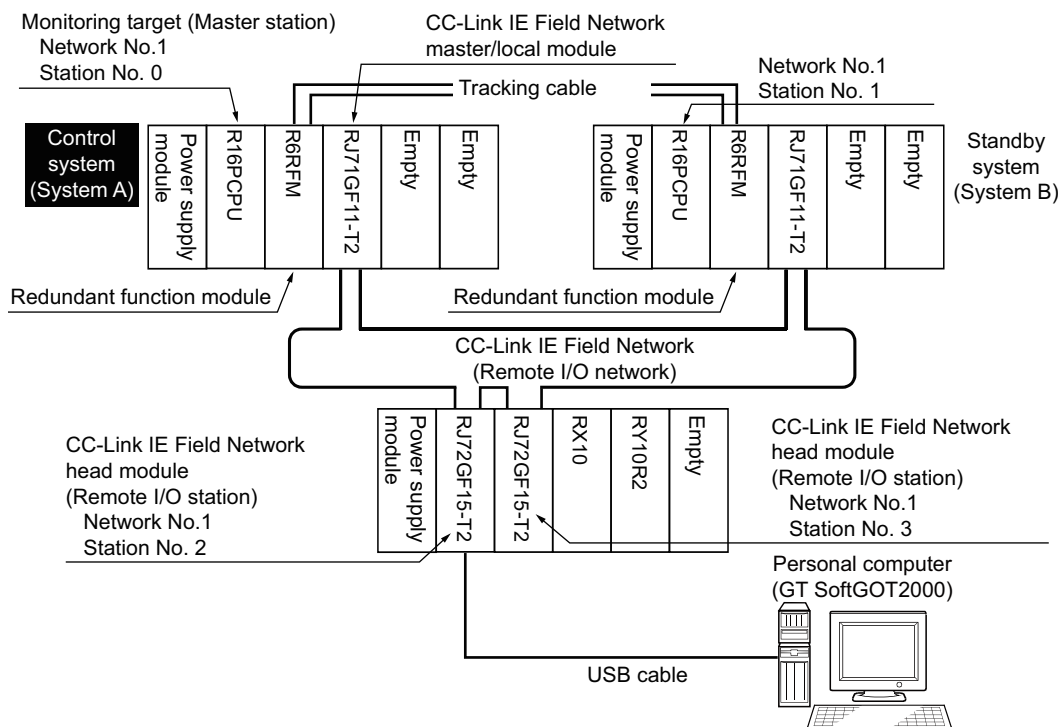 Monitoring target (Master station)
Network No.1
Station No. 0
CC-Link IE Field Network
master/local module
Network No.1
Station No. 1
Tracking cable
Control
system
(System A)
Power supply
module
R16PCPU
R6RFM
RJ71GF11-T2
Empty
Empty
Power supply
module
R16PCPU
R6RFM
RJ71GF11-T2
Empty
Empty
Standby
system
(System B)
Redundant function module
Redundant function module
CC-Link IE Field Network
(Remote I/O network)
CC-Link IE Field Network
head module
(Remote I/O station)
Network No.1
Station No. 2
Power supply
module
RJ72GF15-T2
RJ72GF15-T2
RX10
RY10R2
Empty
CC-Link IE Field Network
head module
(Remote I/O station)
Network No.1
Station No. 3
Personal computer
(GT SoftGOT2000)
USB cable